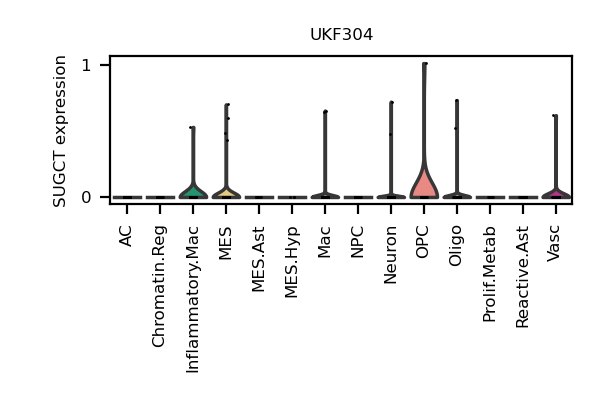 UKF304
SUGCT expression
1
0
AC
Chromatin.Reg
Inflammatory.Mac
MES
MES.Ast
MES.Hyp
Mac
NPC
Neuron
OPC
Oligo
Prolif.Metab
Reactive.Ast
Vasc